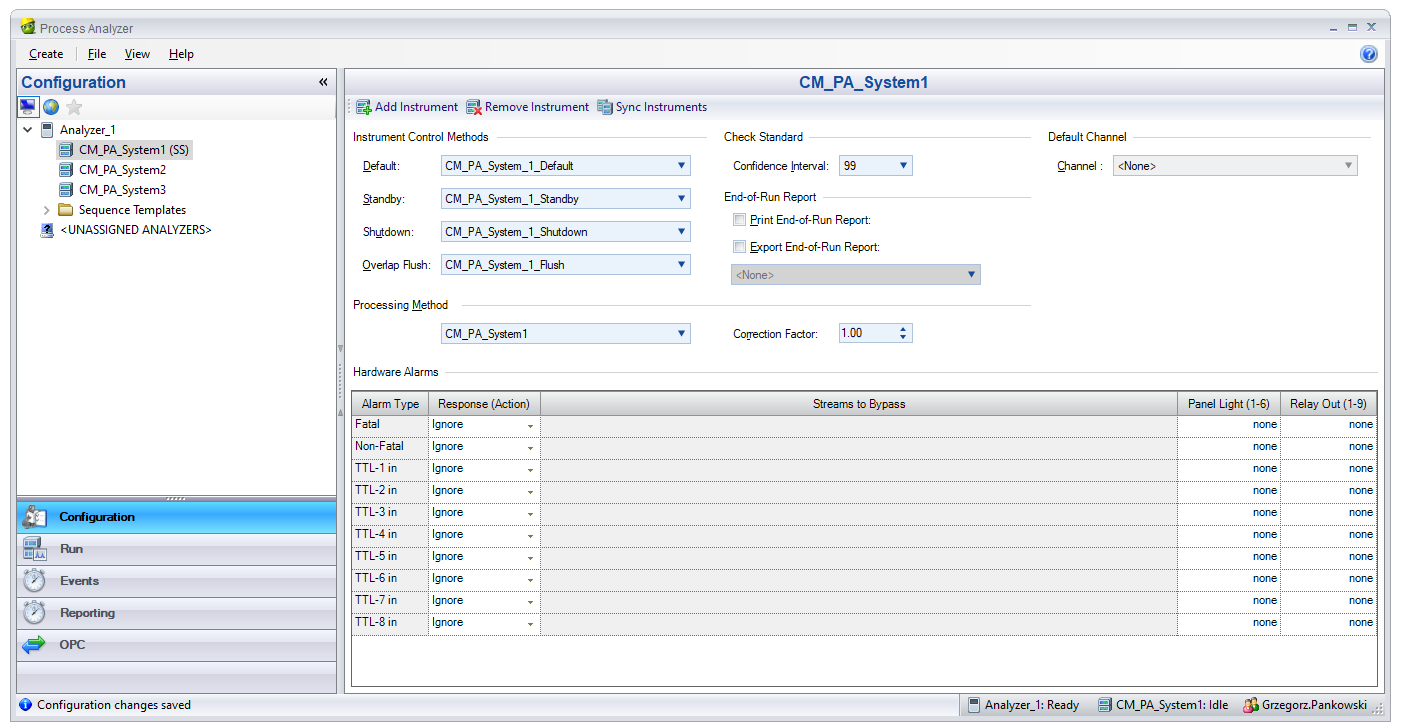 Process Analyzer
Create File View Help
Configuration «
Analyzer_1
CM_PA_System1 (SS)
CM_PA_System2
CM_PA_System3
Sequence Templates
<UNASSIGNED ANALYZERS>
Configuration
Run
Events
Reporting
OPC
CM_PA_System1
Add Instrument Remove Instrument Sync Instruments
Instrument Control Methods Check Standard Default Channel
Default: CM_PA_System_1_Default Confidence Interval: 99 Channel : <None>
Standby: CM_PA_System_1_Standby End-of-Run Report
Print End-of-Run Report:
Shutdown: CM_PA_System_1_Shutdown
Export End-of-Run Report:
Overlap Flush: CM_PA_System_1_Flush
<None>
Processing Method
CM_PA_System1 Correction Factor: 1.00
Hardware Alarms
Alarm Type Response (Action) Streams to Bypass Panel Light (1-6) Relay Out (1-9)
Fatal Ignore none none
Non-Fatal Ignore none none
TTL-1 in Ignore none none
TTL-2 in Ignore none none
TTL-3 in Ignore none none
TTL-4 in Ignore none none
TTL-5 in Ignore none none
TTL-6 in Ignore none none
TTL-7 in Ignore none none
TTL-8 in Ignore none none
Configuration changes saved Analyzer_1: Ready CM_PA_System1: Idle Grzegorz.Pankowski